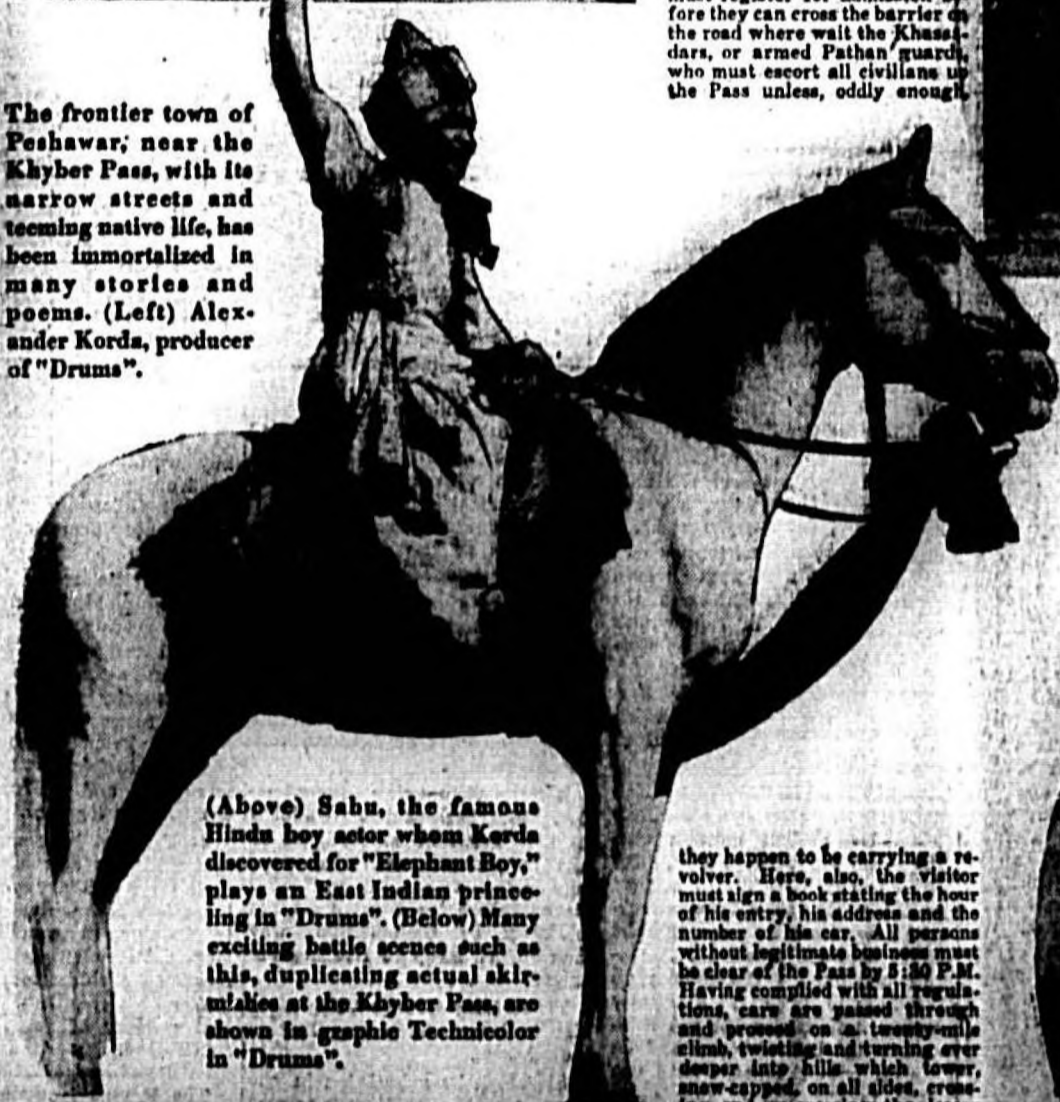 fore they can cross the barrier on
the road where wait the Khassa-
dars, or armed Pathan guards,
who must escort all civilians up
the Pass unless, oddly enough,
The frontier town of
Peshawar, near the
Khyber Pass, with its
narrow streets and
teeming native life, has
been immortalized in
many stories and
poems. (Left) Alex-
ander Korda, producer
of "Drums".
(Above) Sabu, the famous
Hindu boy actor whom Korda
discovered for "Elephant Boy,"
plays an East Indian prince-
ling in "Drums". (Below) Many
exciting battle scenes such as
this, duplicating actual skir-
mishes at the Khyber Pass, are
shown in graphic Technicolor
in "Drums".
they happen to be carrying a re-
volver. Here, also, the visitor
must sign a book stating the hour
of his entry, his address and the
number of his car. All persons
without legitimate business must
be clear of the Pass by 5:30 P.M.
Having complied with all regula-
tions, cars are passed through
and proceed on a twenty-mile
climb, twisting and turning ever
deeper into hills which tower,
snow-capped, on all sides, cross-